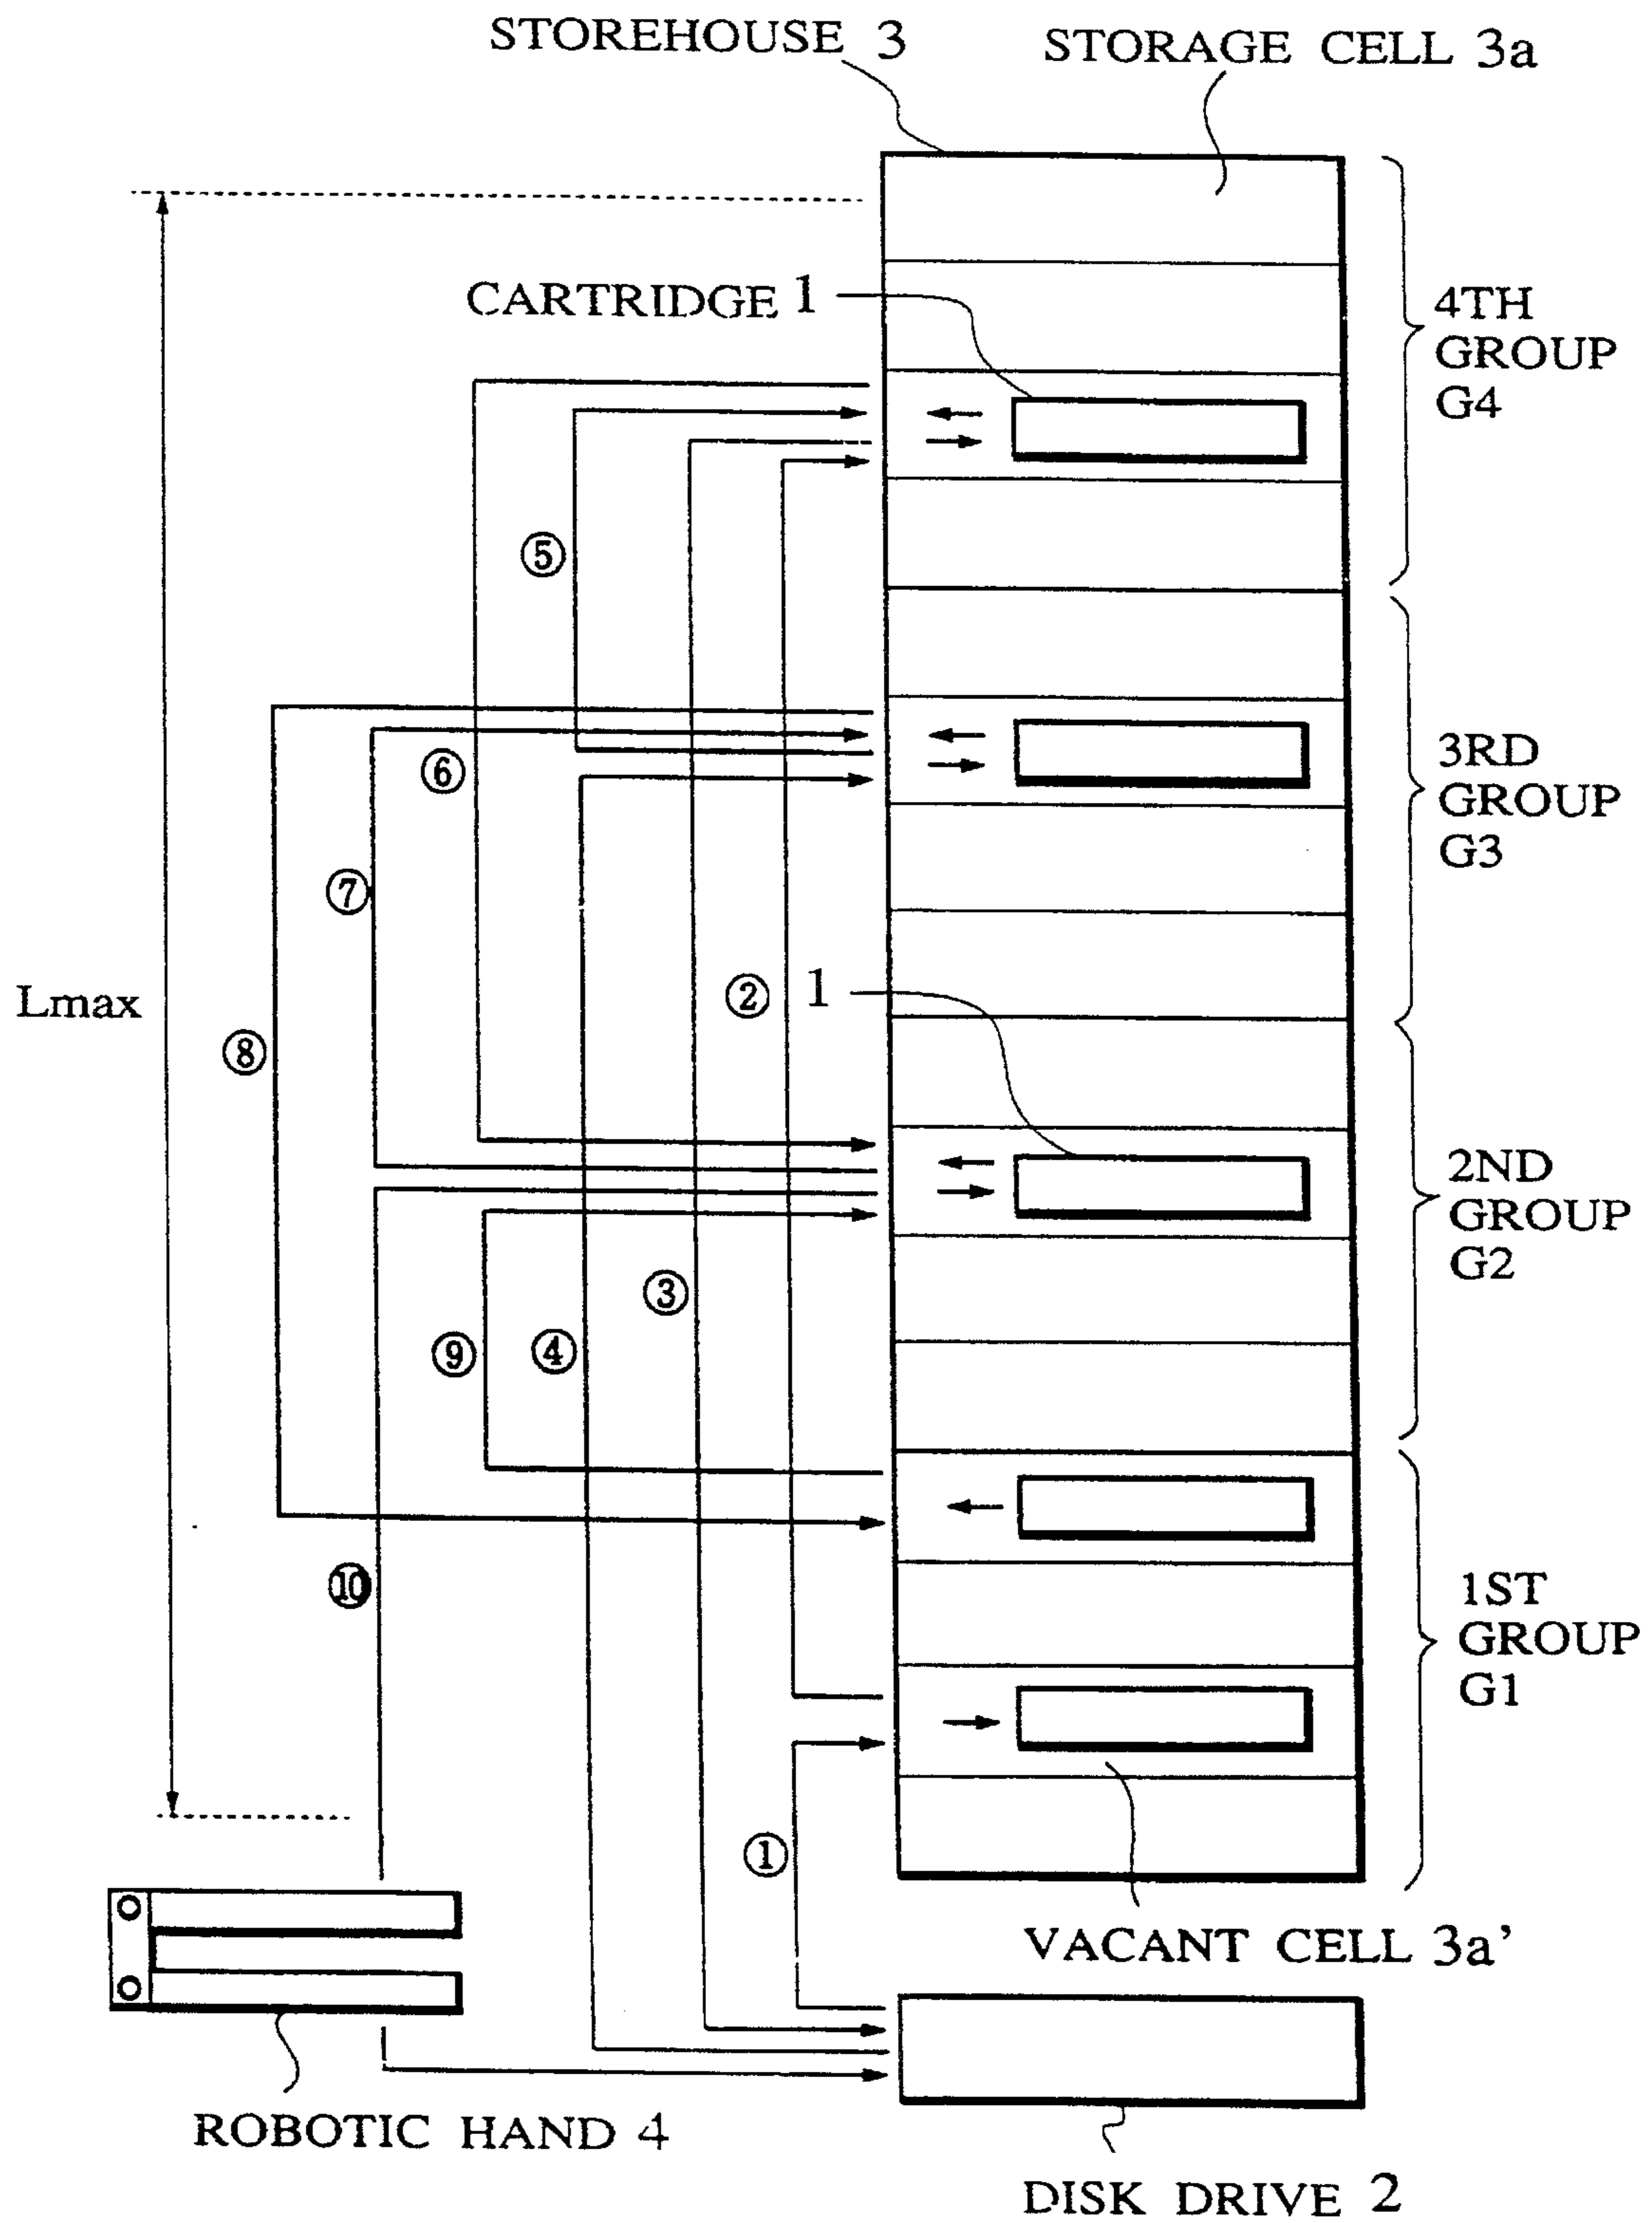 STOREHOUSE 3
STORAGE CELL 3a
CARTRIDGE 1
4TH
GROUP
G4
⑤
3RD
GROUP
G3
⑥
⑦
Lmax
②
1
⑧
2ND
GROUP
G2
③
⑨
④
⑩
1ST
GROUP
G1
①
VACANT CELL 3a'
ROBOTIC HAND 4
DISK DRIVE 2